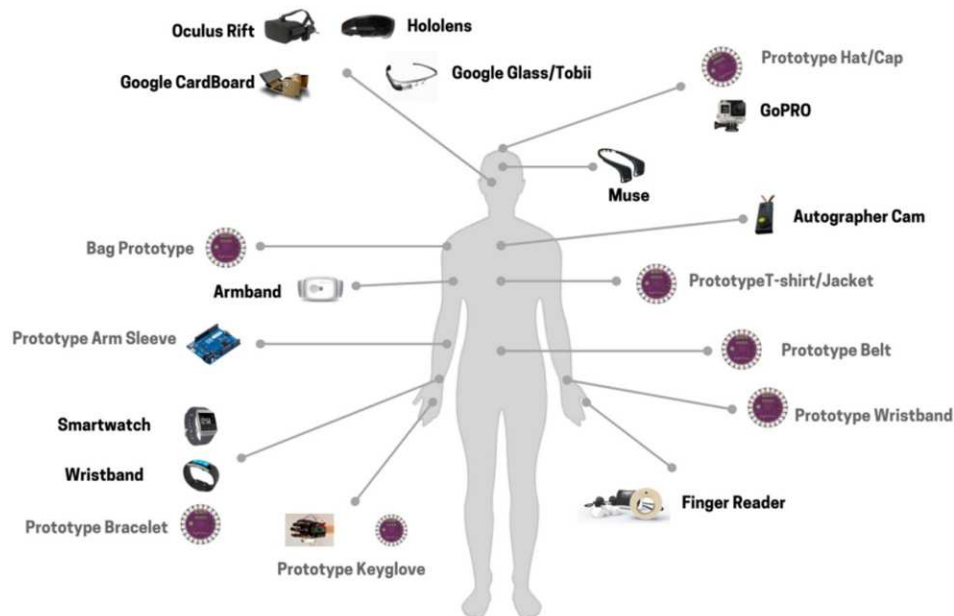 Oculus Rift
Hololens
Google CardBoard
Google Glass/Tobii
Prototype Hat/Cap
GoPRO
Muse
Autographer Cam
Bag Prototype
Armband
PrototypeT-shirt/Jacket
Prototype Arm Sleeve
Prototype Belt
Smartwatch
Prototype Wristband
Wristband
Finger Reader
Prototype Bracelet
Prototype Keyglove